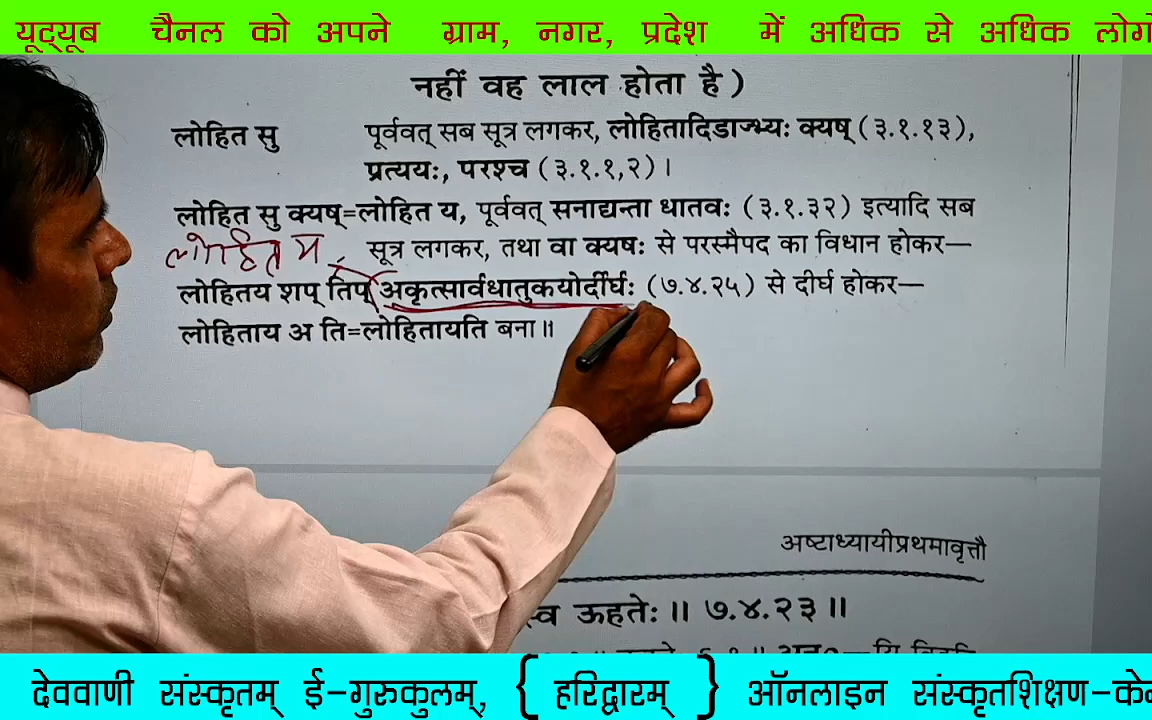 यूट्यूब चैनल को अपने ग्राम, नगर, प्रदेश में अधिक से अधिक
नहीं वह लाल होता है )
लोहित सु पूर्ववत् सब सूत्र लगकर, लोहितादिडाज्भ्यः क्यष् (३.१.१३),
प्रत्ययः, परश्च (३.१.१,२) ।
लोहित सु क्यष्=लोहित य, पूर्ववत् सनाद्यन्ता धातवः (३.१.३२) इत्यादि सब
लोहित य सूत्र लगकर, तथा वा क्यषः से परस्मैपद का विधान होकर—
लोहितय शप् तिप् अकृत्सार्वधातुकयोर्दीर्घः (७.४.२५) से दीर्घ होकर—
लोहिताय अ ति=लोहितायति बना॥
अष्टाध्यायीप्रथमावृत्तौ
ऊहतेः ॥ ७.४.२३ ॥
देववाणी संस्कृतम् ई-गुरुकुलम्, { हरिद्वारम् } ऑनलाइन